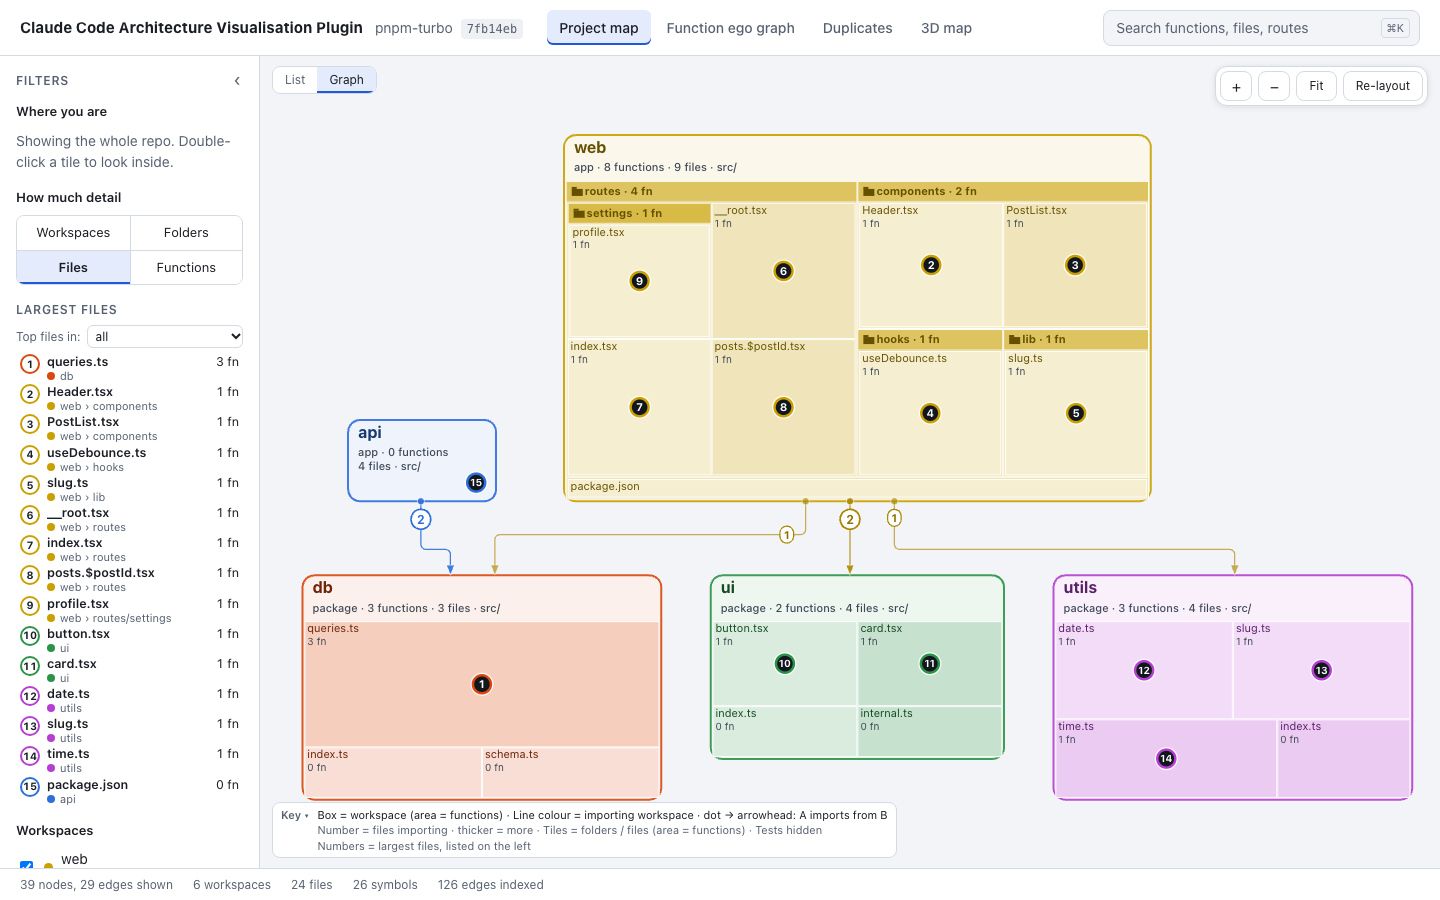 Claude Code Architecture Visualisation Plugin pnpm-turbo 7fb14eb Project map Function ego graph Duplicates 3D map Search functions, files, routes ⌘K
FILTERS
Where you are
Showing the whole repo. Double-
click a tile to look inside.
How much detail
Workspaces Folders
Files Functions
LARGEST FILES
Top files in: all
1 queries.ts 3 fn
db
2 Header.tsx 1 fn
web › components
3 PostList.tsx 1 fn
web › components
4 useDebounce.ts 1 fn
web › hooks
5 slug.ts 1 fn
web › lib
6 __root.tsx 1 fn
web › routes
7 index.tsx 1 fn
web › routes
8 posts.$postId.tsx 1 fn
web › routes
9 profile.tsx 1 fn
web › routes/settings
10 button.tsx 1 fn
ui
11 card.tsx 1 fn
ui
12 date.ts 1 fn
utils
13 slug.ts 1 fn
utils
14 time.ts 1 fn
utils
15 package.json 0 fn
api
Workspaces
web
List Graph
+ − Fit Re-layout
web
app · 8 functions · 9 files · src/
routes · 4 fn components · 2 fn
settings · 1 fn __root.tsx Header.tsx PostList.tsx
1 fn 1 fn 1 fn
profile.tsx
1 fn
9 6 2 3
hooks · 1 fn lib · 1 fn
index.tsx posts.$postId.tsx useDebounce.ts slug.ts
1 fn 1 fn 1 fn 1 fn
7 8 4 5
package.json
api
app · 0 functions
4 files · src/
15
2 1 2 1
db
package · 3 functions · 3 files · src/
queries.ts
3 fn
1
index.ts schema.ts
0 fn 0 fn
ui
package · 2 functions · 4 files · src/
button.tsx card.tsx
1 fn 1 fn
10 11
index.ts internal.ts
0 fn 0 fn
utils
package · 3 functions · 4 files · src/
date.ts slug.ts
1 fn 1 fn
12 13
time.ts index.ts
1 fn 0 fn
14
Key Box = workspace (area = functions) · Line colour = importing workspace · dot → arrowhead: A imports from B
Number = files importing · thicker = more · Tiles = folders / files (area = functions) · Tests hidden
Numbers = largest files, listed on the left
39 nodes, 29 edges shown 6 workspaces 24 files 26 symbols 126 edges indexed